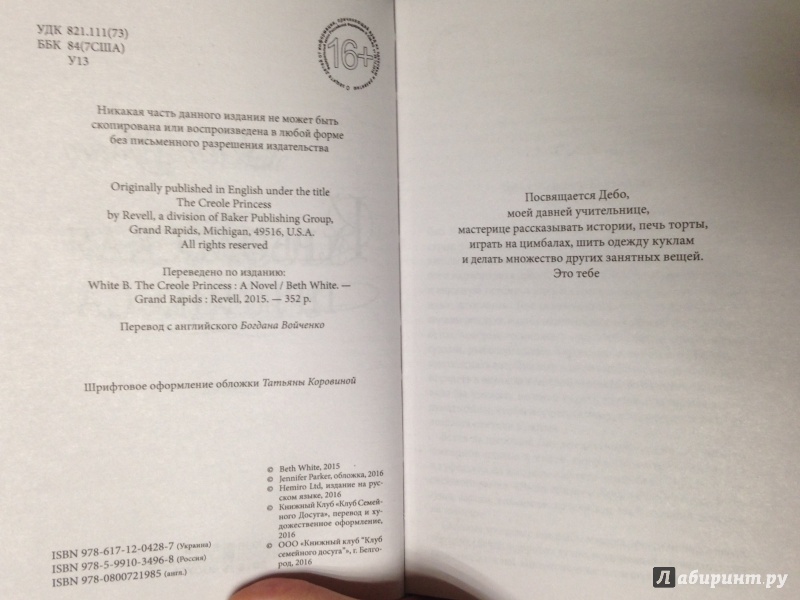 УДК 821.111(73)
ББК 84(7США)
У13
16+
Никакая часть данного издания не может быть
скопирована или воспроизведена в любой форме
без письменного разрешения издательства
Originally published in English under the title
The Creole Princess
by Revell, a division of Baker Publishing Group,
Grand Rapids, Michigan, 49516, U.S.A.
All rights reserved
Переведено по изданию:
White B. The Creole Princess : A Novel / Beth White. —
Grand Rapids : Revell, 2015. — 352 p.
Перевод с английского Богдана Войченко
Шрифтовое оформление обложки Татьяны Коровиной
© Beth White, 2015
© Jennifer Parker, обложка, 2016
© Hemiro Ltd, издание на рус-
ском языке, 2016
© Книжный Клуб «Клуб Семей-
ного Досуга», перевод и ху-
дожественное оформление,
2016
© ООО «Книжный клуб "Клуб
семейного досуга"», г. Белго-
род, 2016
ISBN 978-617-12-0428-7 (Украина)
ISBN 978-5-9910-3496-8 (Россия)
ISBN 978-0800721985 (англ.)
Посвящается Дебо,
моей давней учительнице,
мастерице рассказывать истории, печь торты,
играть на цимбалах, шить одежду куклам
и делать множество других занятных вещей.
Это тебе
Лабиринт.ру